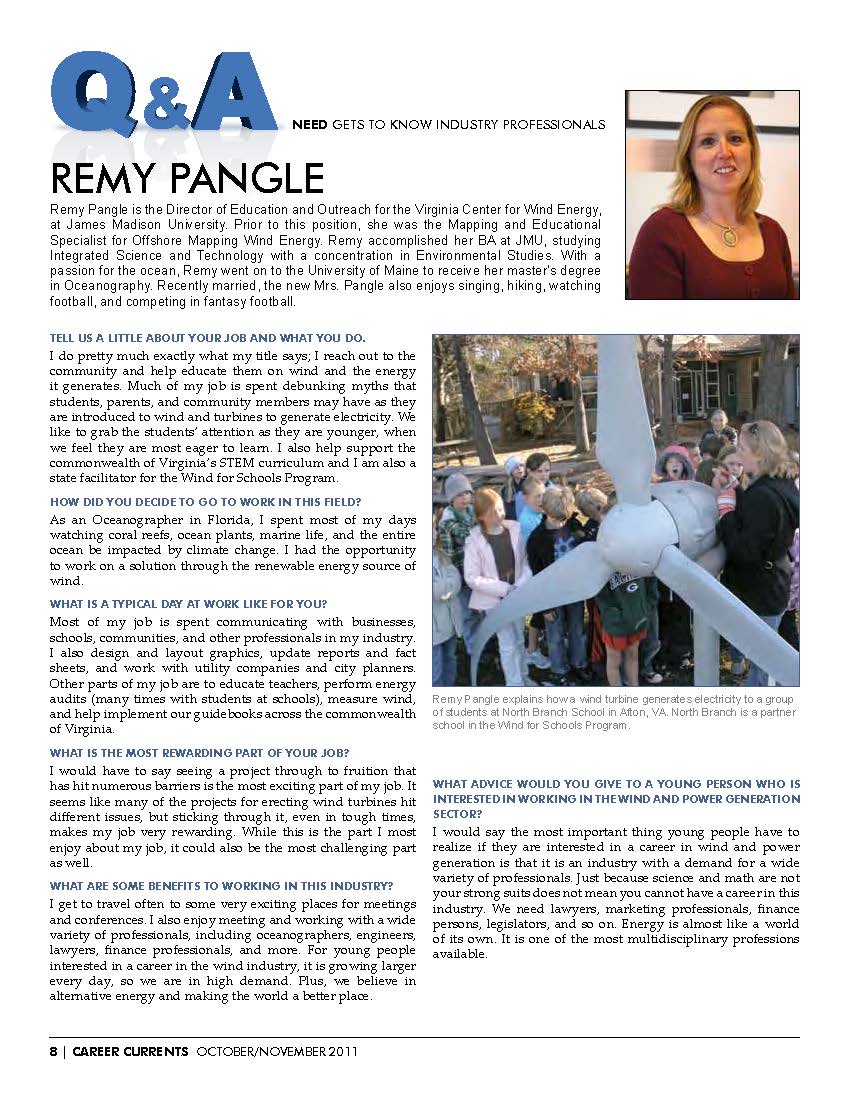 Q&A
NEED GETS TO KNOW INDUSTRY PROFESSIONALS
REMY PANGLE
Remy Pangle is the Director of Education and Outreach for the Virginia Center for Wind Energy,
at James Madison University. Prior to this position, she was the Mapping and Educational
Specialist for Offshore Mapping Wind Energy. Remy accomplished her BA at JMU, studying
Integrated Science and Technology with a concentration in Environmental Studies. With a
passion for the ocean, Remy went on to the University of Maine to receive her master's degree
in Oceanography. Recently married, the new Mrs. Pangle also enjoys singing, hiking, watching
football, and competing in fantasy football.
TELL US A LITTLE ABOUT YOUR JOB AND WHAT YOU DO.
I do pretty much exactly what my title says; I reach out to the
community and help educate them on wind and the energy
it generates. Much of my job is spent debunking myths that
students, parents, and community members may have as they
are introduced to wind and turbines to generate electricity. We
like to grab the students' attention as they are younger, when
we feel they are most eager to learn. I also help support the
commonwealth of Virginia's STEM curriculum and I am also a
state facilitator for the Wind for Schools Program.
HOW DID YOU DECIDE TO GO TO WORK IN THIS FIELD?
As an Oceanographer in Florida, I spent most of my days
watching coral reefs, ocean plants, marine life, and the entire
ocean be impacted by climate change. I had the opportunity
to work on a solution through the renewable energy source of
wind.
WHAT IS A TYPICAL DAY AT WORK LIKE FOR YOU?
Most of my job is spent communicating with businesses,
schools, communities, and other professionals in my industry.
I also design and layout graphics, update reports and fact
sheets, and work with utility companies and city planners.
Other parts of my job are to educate teachers, perform energy
audits (many times with students at schools), measure wind,
and help implement our guidebooks across the commonwealth
of Virginia.
WHAT IS THE MOST REWARDING PART OF YOUR JOB?
I would have to say seeing a project through to fruition that
has hit numerous barriers is the most exciting part of my job. It
seems like many of the projects for erecting wind turbines hit
different issues, but sticking through it, even in tough times,
makes my job very rewarding. While this is the part I most
enjoy about my job, it could also be the most challenging part
as well.
WHAT ARE SOME BENEFITS TO WORKING IN THIS INDUSTRY?
I get to travel often to some very exciting places for meetings
and conferences. I also enjoy meeting and working with a wide
variety of professionals, including oceanographers, engineers,
lawyers, finance professionals, and more. For young people
interested in a career in the wind industry, it is growing larger
every day, so we are in high demand. Plus, we believe in
alternative energy and making the world a better place.
Remy Pangle explains how a wind turbine generates electricity to a group
of students at North Branch School in Afton, VA. North Branch is a partner
school in the Wind for Schools Program.
WHAT ADVICE WOULD YOU GIVE TO A YOUNG PERSON WHO IS
INTERESTED IN WORKING IN THE WIND AND POWER GENERATION
SECTOR?
I would say the most important thing young people have to
realize if they are interested in a career in wind and power
generation is that it is an industry with a demand for a wide
variety of professionals. Just because science and math are not
your strong suits does not mean you cannot have a career in this
industry. We need lawyers, marketing professionals, finance
persons, legislators, and so on. Energy is almost like a world
of its own. It is one of the most multidisciplinary professions
available.
8 | CAREER CURRENTS OCTOBER/NOVEMBER 2011